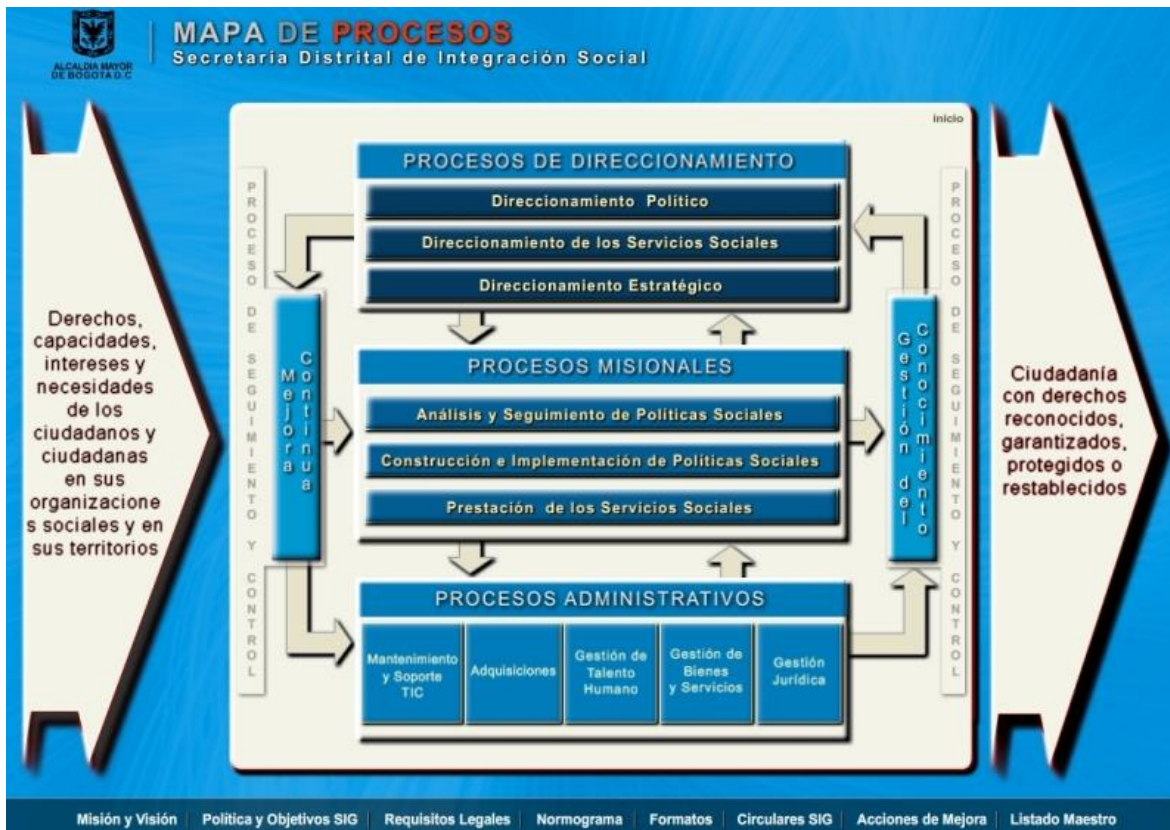 MAPA DE PROCESOS
Secretaría Distrital de Integración Social
ALCALDIA MAYOR
DE BOGOTA D.C
inicio
Derechos,
capacidades,
intereses y
necesidades
de los
ciudadanos y
ciudadanas
en sus
organizacione
s sociales y en
sus territorios
PROCESO DE SEGUIMIENTO Y CONTROL
Mejora
Continua
PROCESOS DE DIRECCIONAMIENTO
Direccionamiento Político
Direccionamiento de los Servicios Sociales
Direccionamiento Estratégico
PROCESOS MISIONALES
Análisis y Seguimiento de Políticas Sociales
Construcción e Implementación de Políticas Sociales
Prestación de los Servicios Sociales
PROCESOS ADMINISTRATIVOS
Mantenimiento
y Soporte
TIC
Adquisiciones
Gestión de
Talento
Humano
Gestión de
Bienes
y Servicios
Gestión
Jurídica
Gestión del
Conocimiento
PROCESO DE SEGUIMIENTO Y CONTROL
Ciudadanía
con derechos
reconocidos,
garantizados,
protegidos o
restablecidos
Misión y Visión
Política y Objetivos SIG
Requisitos Legales
Normograma
Formatos
Circulares SIG
Acciones de Mejora
Listado Maestro